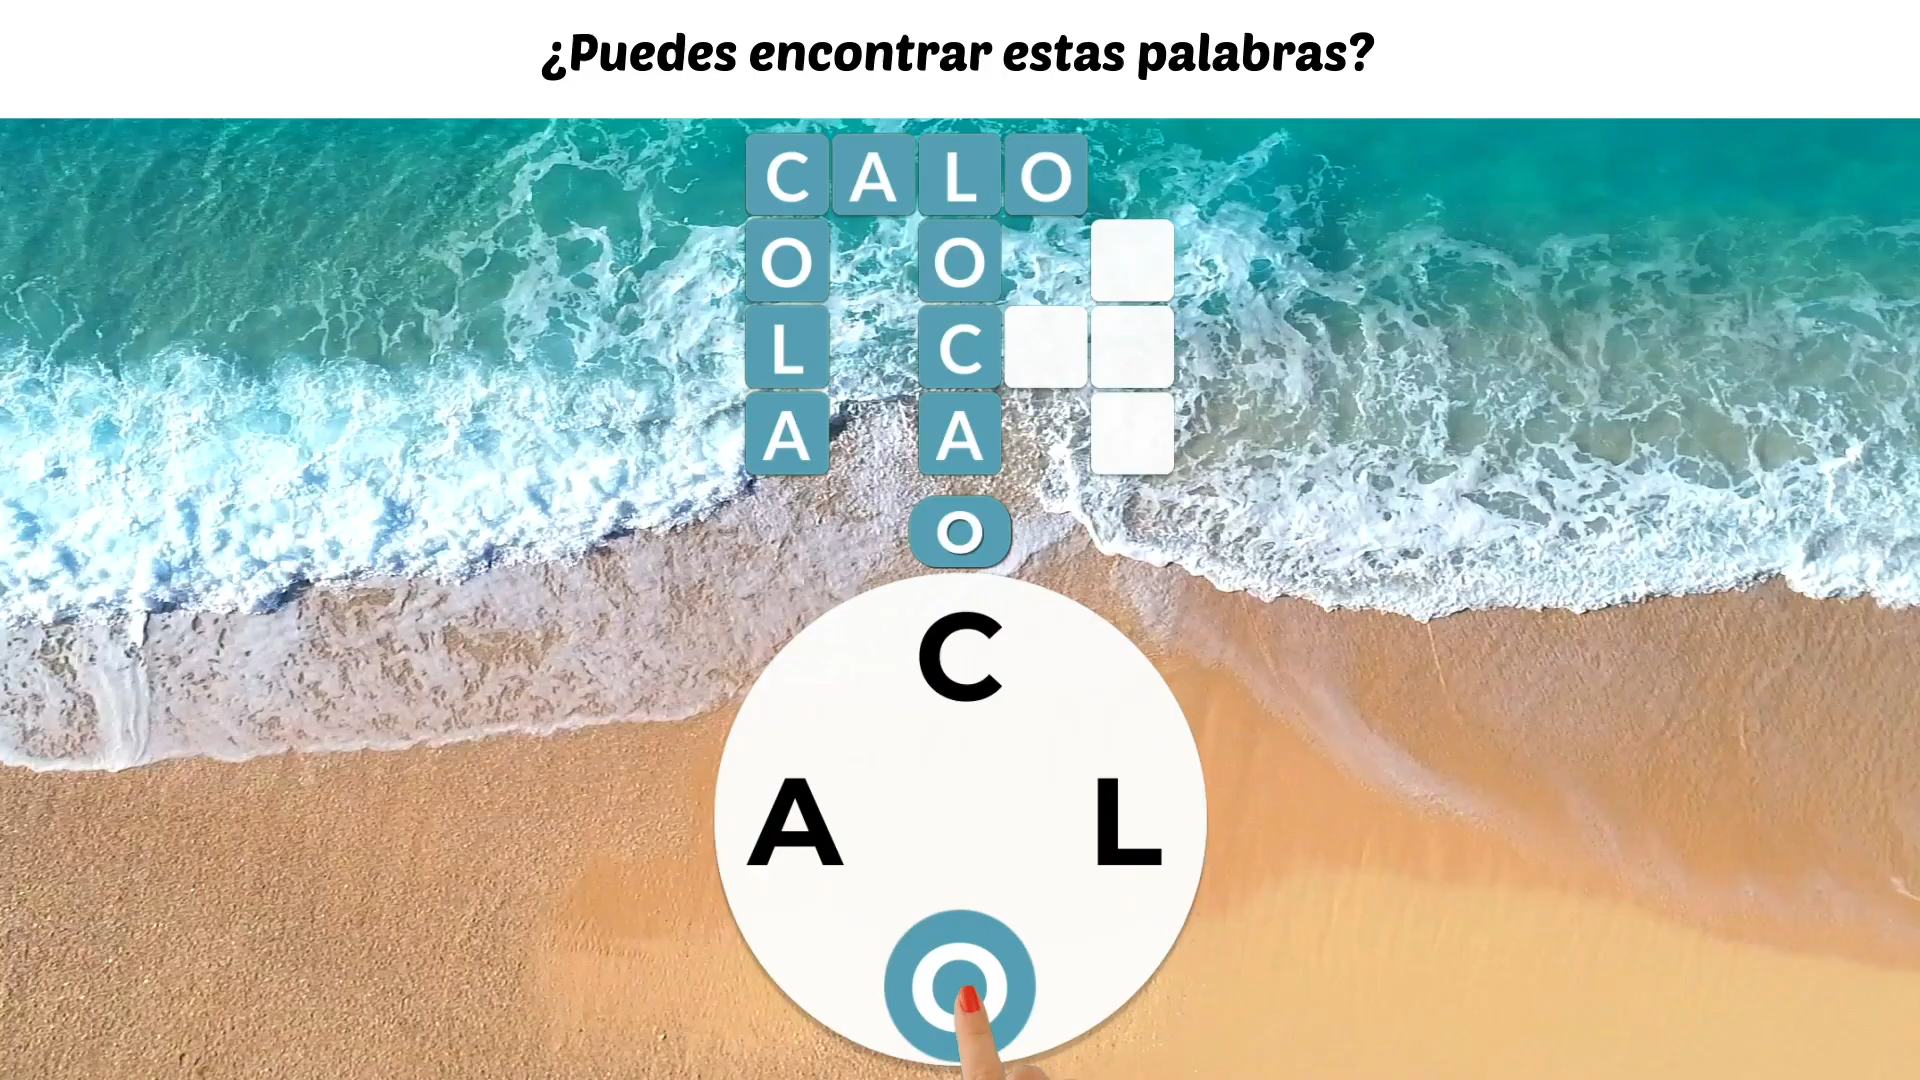 ¿Puedes encontrar estas palabras?
CALO
O O
L C
A A
O
C
A L
O